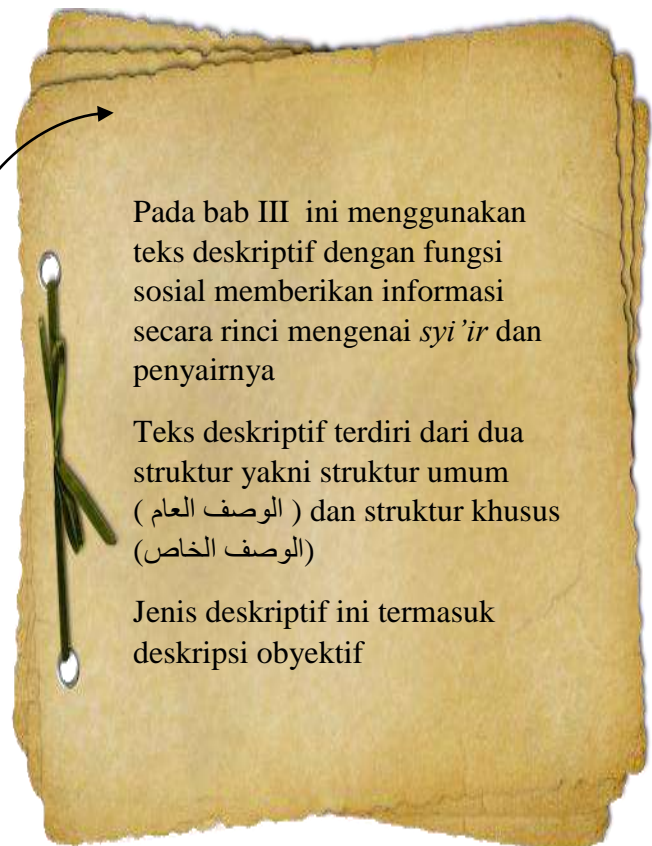 Pada bab III ini menggunakan
teks deskriptif dengan fungsi
sosial memberikan informasi
secara rinci mengenai syi’ir dan
penyairnya
Teks deskriptif terdiri dari dua
struktur yakni struktur umum
( الوصف العام ) dan struktur khusus
(الوصف الخاص)
Jenis deskriptif ini termasuk
deskripsi obyektif